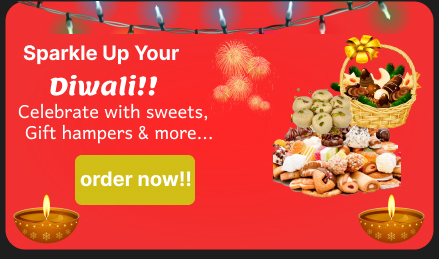 Sparkle Up Your
Diwali!!
Celebrate with sweets,
Gift hampers & more...
order now!!